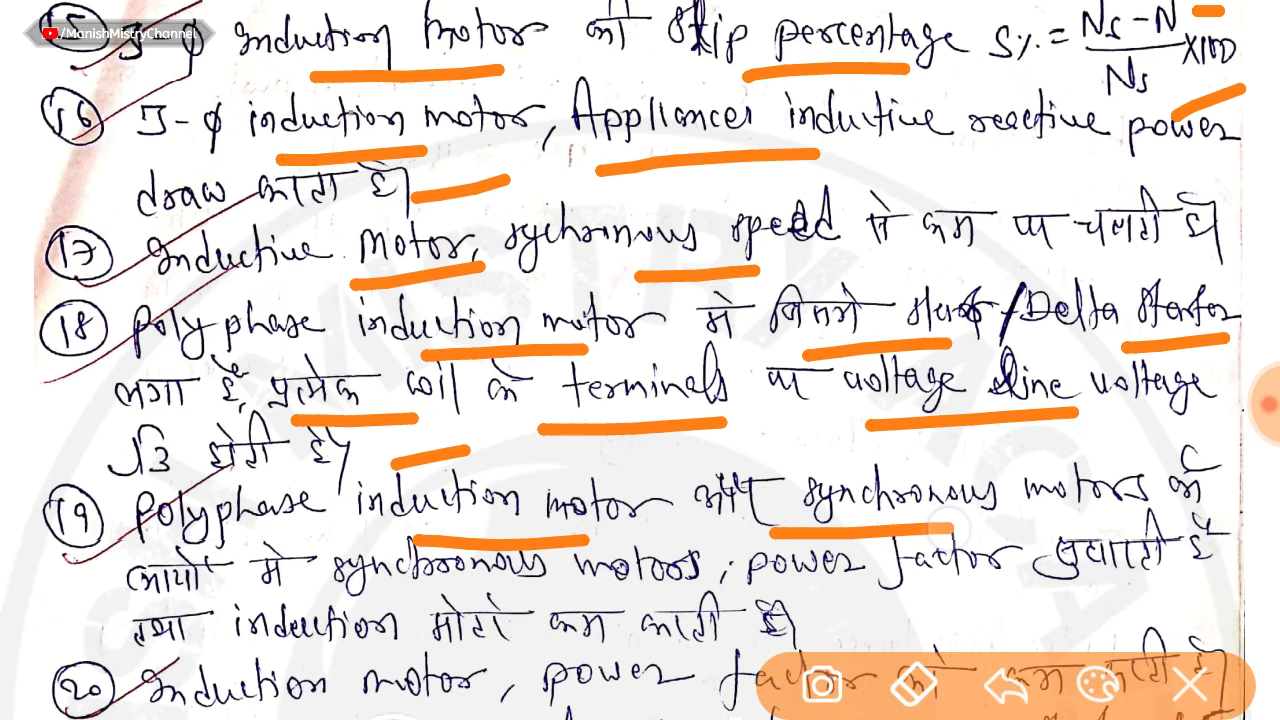 /ManishMistryChannel
(15) 3-φ induction motor की Slip percentage S% = Ns-N/Ns ×100
(16) 3-φ induction motor, Appliances inductive reactive power
draw करता है।
(17) Inductive Motor, sychronous speed से कम पर चलती है।
(18) Polyphase induction motor मे जिसमे स्टार/Delta starter
लगा है, प्रत्येक coil के terminals पर voltage line voltage
होती है।
(19) Polyphase induction motor और synchronous motors के
कार्यो मे synchronous motors, power factor सुधारती है
तथा induction मोटरे कम करती है।
(20) Induction motor, power factor को कम करती है।